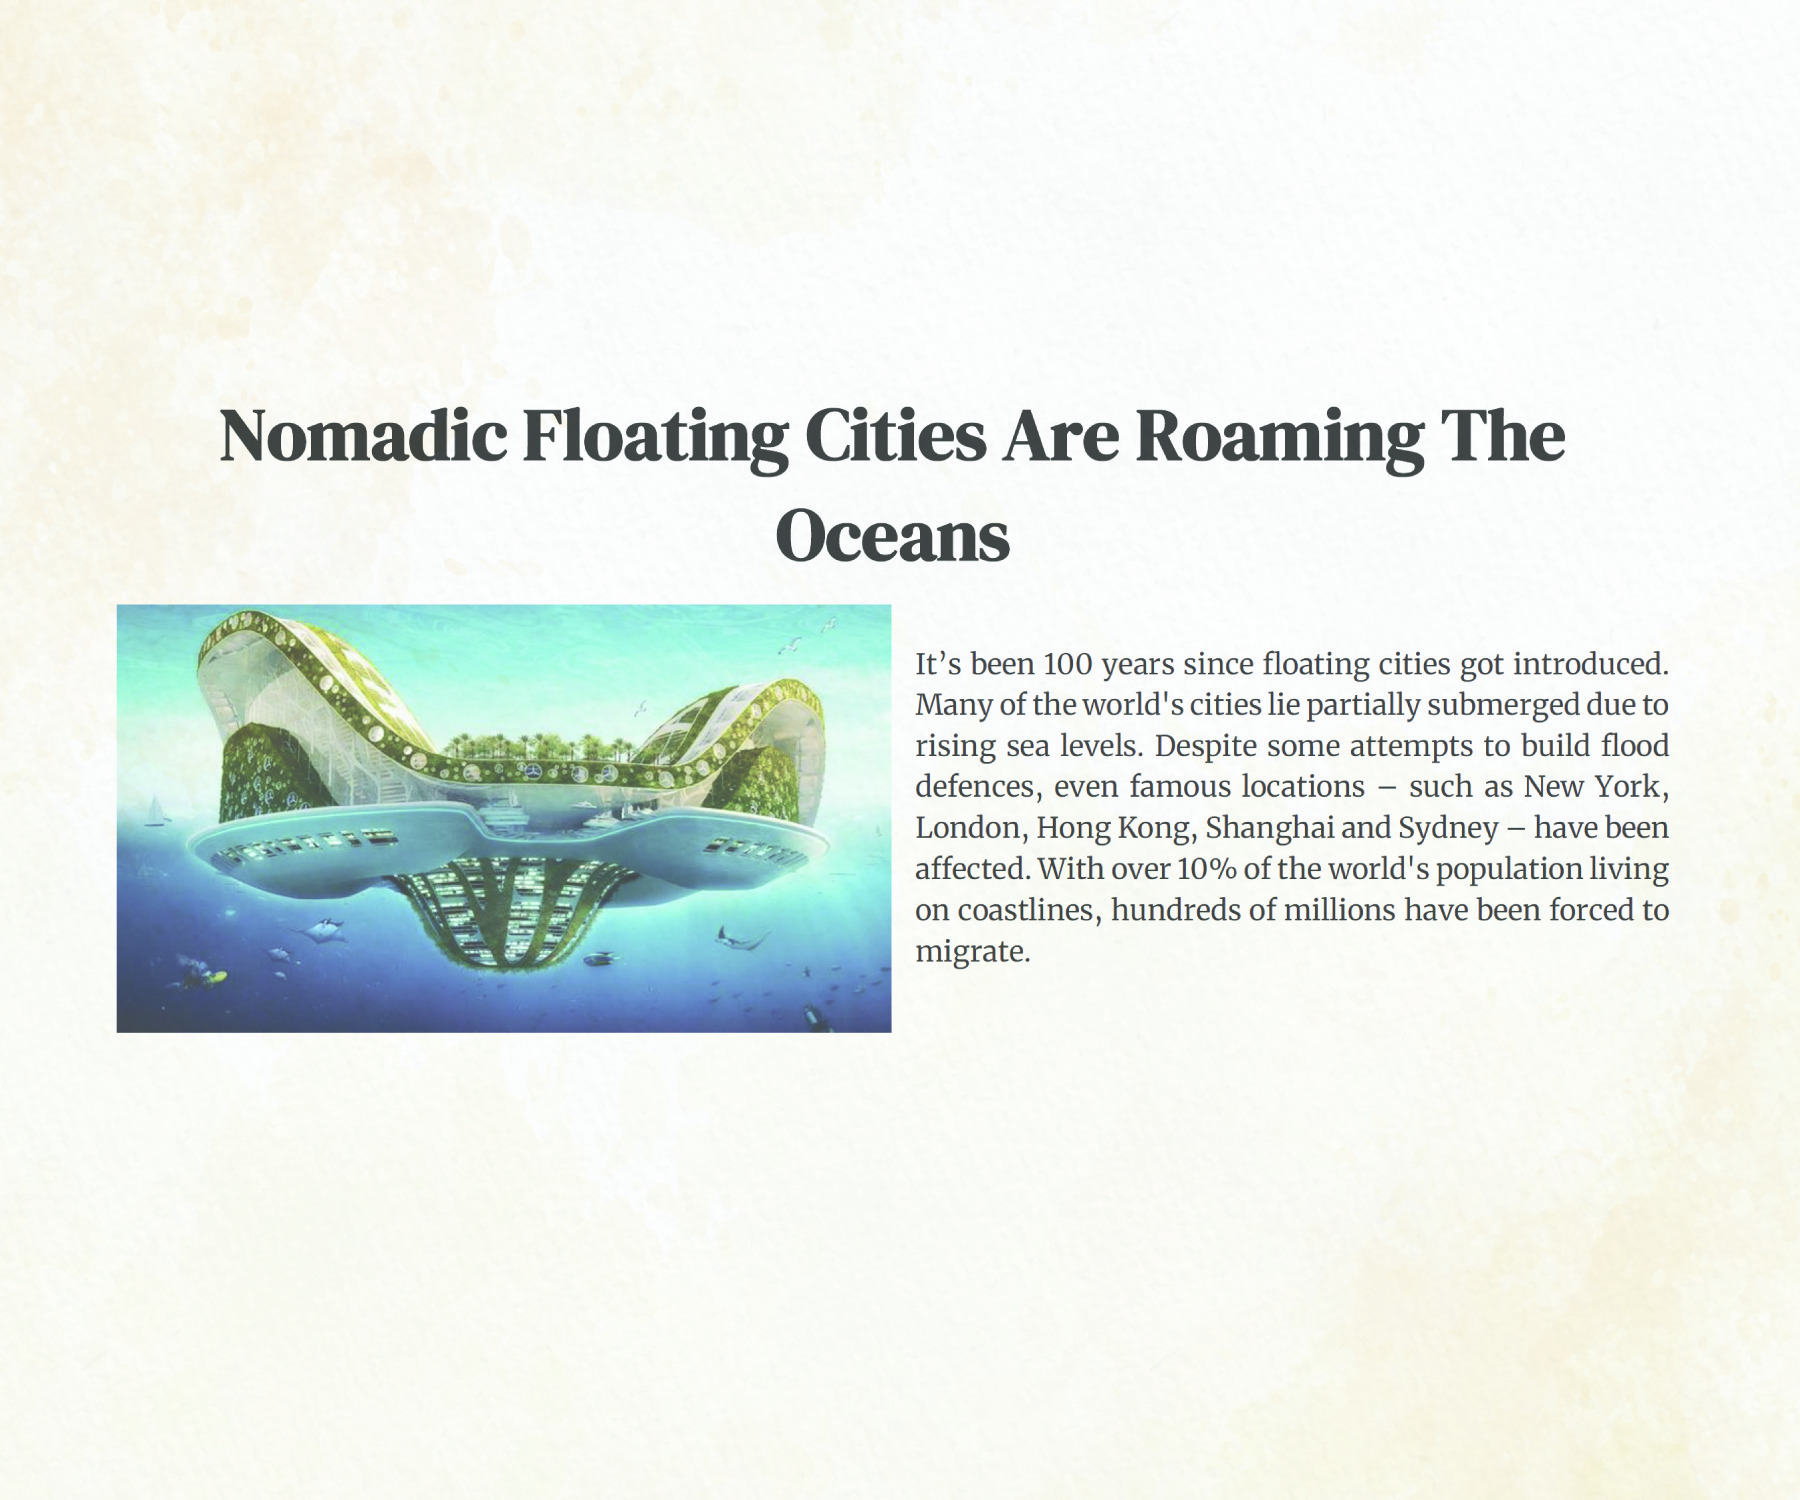 Nomadic Floating Cities Are Roaming The
Oceans
It’s been 100 years since floating cities got introduced.
Many of the world's cities lie partially submerged due to
rising sea levels. Despite some attempts to build flood
defences, even famous locations – such as New York,
London, Hong Kong, Shanghai and Sydney – have been
affected. With over 10% of the world's population living
on coastlines, hundreds of millions have been forced to
migrate.